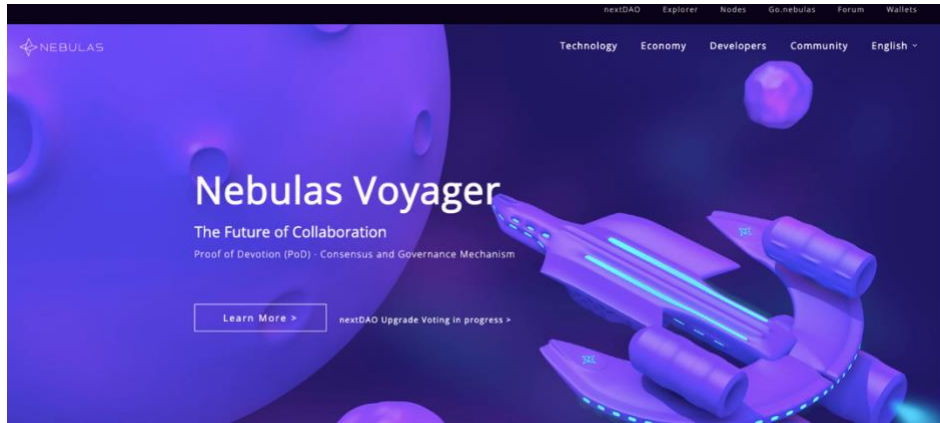 nextDAO Explorer Nodes Go.nebulas Forum Wallets
NEBULAS
Technology Economy Developers Community English
Nebulas Voyager
The Future of Collaboration
Proof of Devotion (PoD) · Consensus and Governance Mechanism
Learn More >
nextDAO Upgrade Voting in progress >